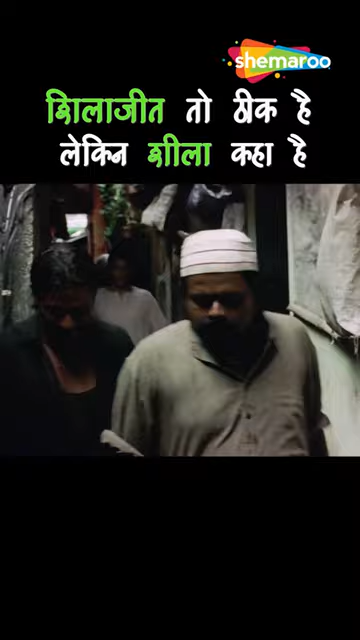 shemaroo
शिलाजीत तो ठीक है
लेकिन शीला कहा है